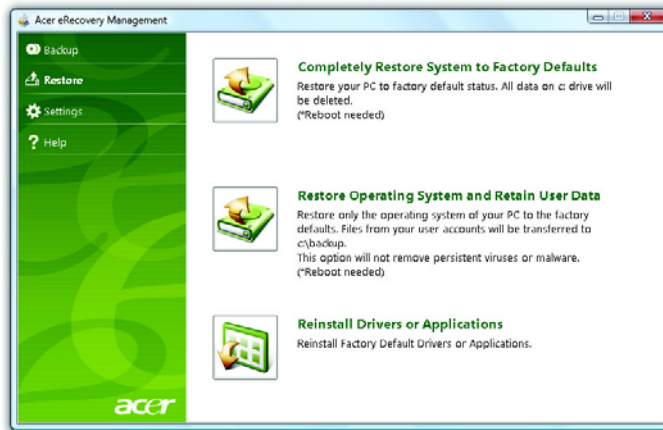 Acer eRecovery Management
Backup
Restore
Settings
Help
Completely Restore System to Factory Defaults
Restore your PC to factory default status. All data on c: drive will
be deleted.
(*Reboot needed)
Restore Operating System and Retain User Data
Restore only the operating system of your PC to the factory
defaults. Files from your user accounts will be transferred to
c:\backup.
This option will not remove persistent viruses or malware.
(*Reboot needed)
Reinstall Drivers or Applications
Reinstall Factory Default Drivers or Applications.
acer